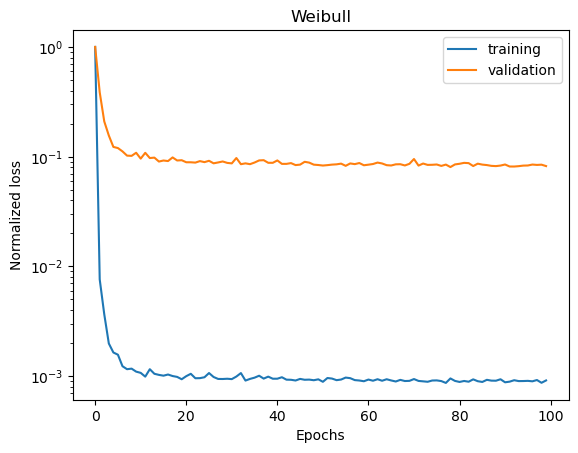 Weibull
training
validation
Normalized loss
10⁰
10⁻¹
10⁻²
10⁻³
0
20
40
60
80
100
Epochs